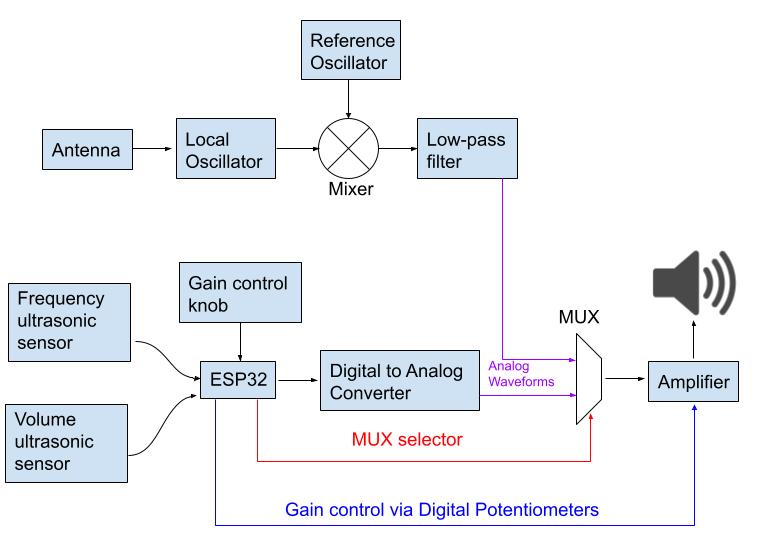 Reference
Oscillator
Antenna
Local
Oscillator
Mixer
Low-pass
filter
Frequency
ultrasonic
sensor
Gain control
knob
MUX
ESP32
Digital to Analog
Converter
Analog
Waveforms
Amplifier
Volume
ultrasonic
sensor
MUX selector
Gain control via Digital Potentiometers